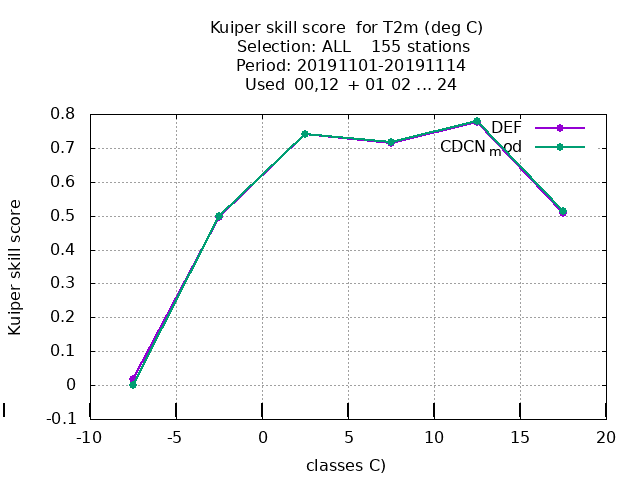 Kuiper skill score  for T2m (deg C)
Selection: ALL    155 stations
Period: 20191101-20191114
Used  00,12  + 01 02 ... 24
0.8
0.7
0.6
0.5
0.4
0.3
0.2
0.1
0
-0.1
Kuiper skill score
DEF
CDCNmod
-10
-5
0
5
10
15
20
classes C)